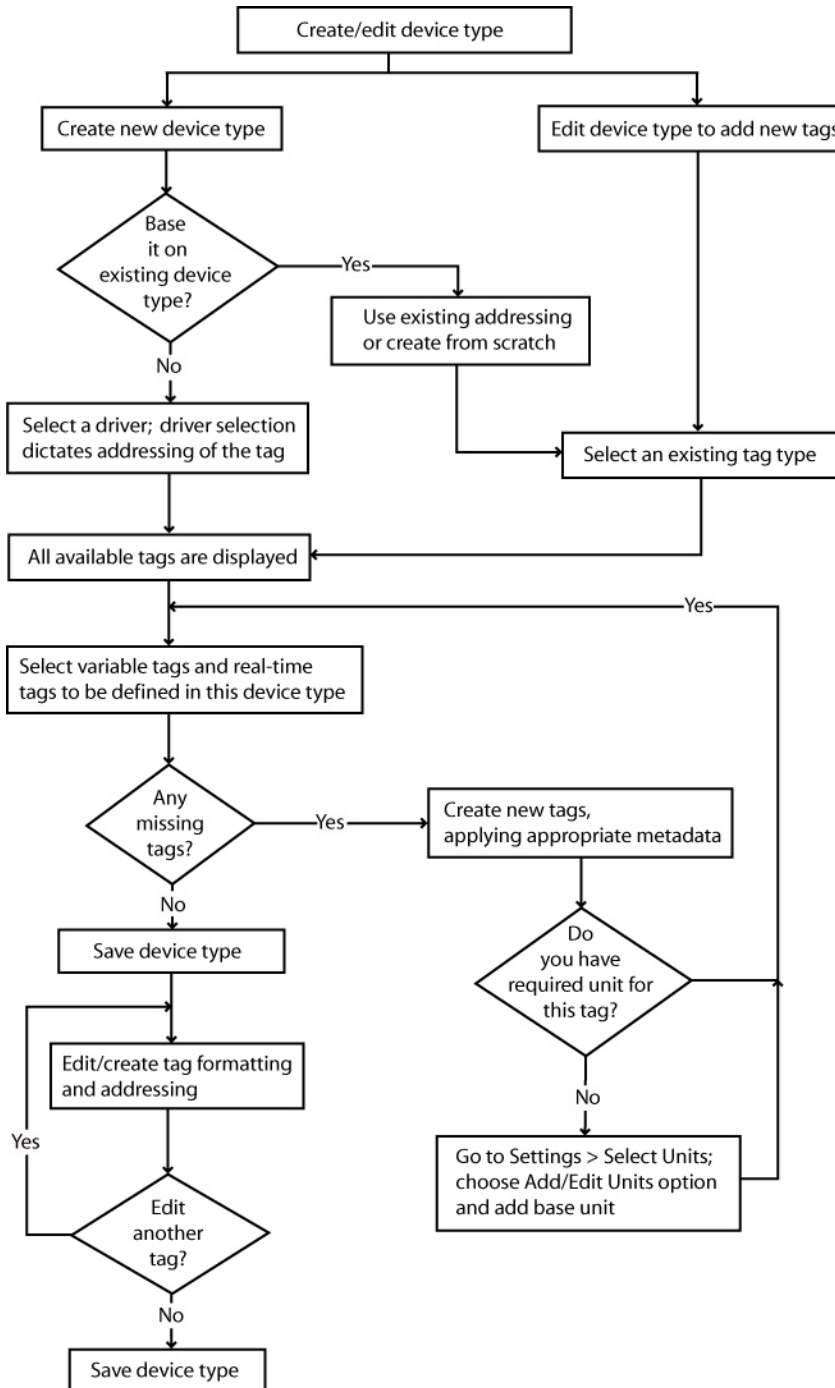 Create/edit device type
Create new device type
Edit device type to add new tags
Base
it on
existing device
type?
Yes
Use existing addressing
or create from scratch
No
Select a driver; driver selection
dictates addressing of the tag
Select an existing tag type
All available tags are displayed
Yes
Select variable tags and real-time
tags to be defined in this device type
Any
missing
tags?
Yes
Create new tags,
applying appropriate metadada
No
Save device type
Do
you have
required unit for
this tag?
Edit/create tag formatting
and addressing
No
Yes
Go to Settings > Select Units;
choose Add/Edit Units option
and add base unit
Edit
another
tag?
No
Save device type